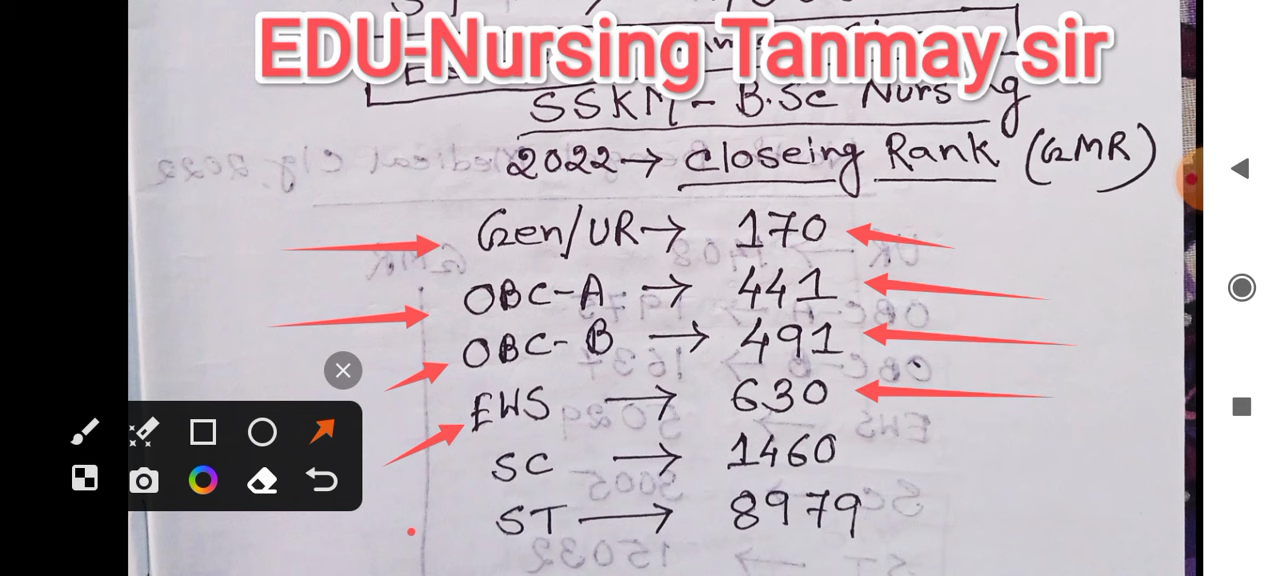 EDU-Nursing Tanmay sir
SSKM - B.Sc Nursing
2022→ Closeing Rank (GMR)
Gen/UR→ 170
OBC-A → 441
OBC-B → 491
EWS → 630
SC → 1460
ST → 8979